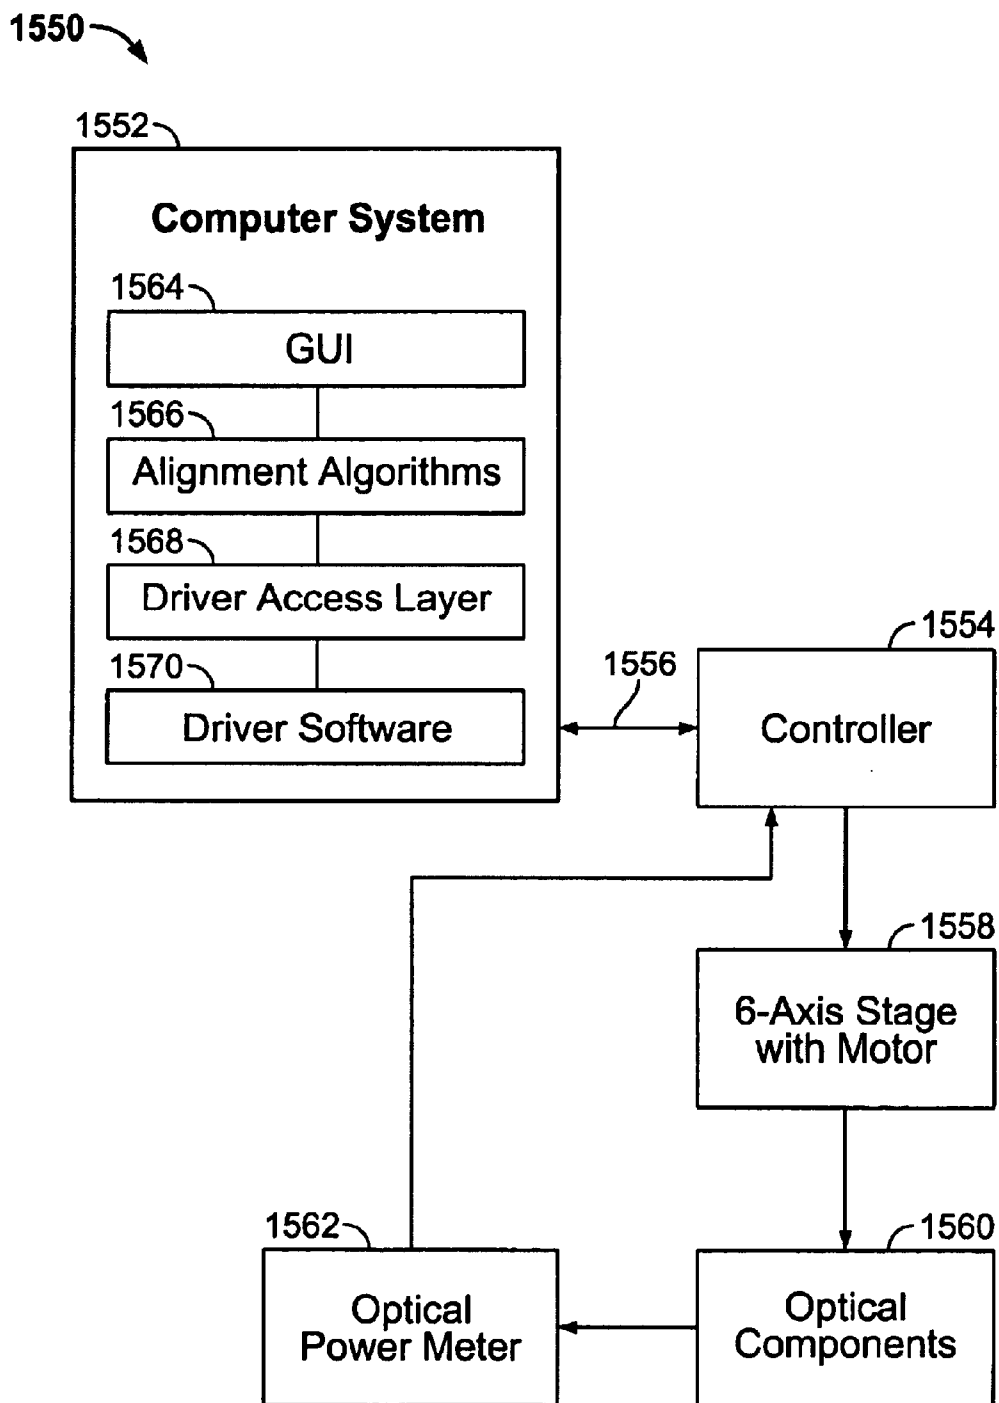 1550
1552
Computer System
1564
GUI
1566
Alignment Algorithms
1568
Driver Access Layer
1570
Driver Software
1556
1554
Controller
1558
6-Axis Stage
with Motor
1562
Optical
Power Meter
1560
Optical
Components